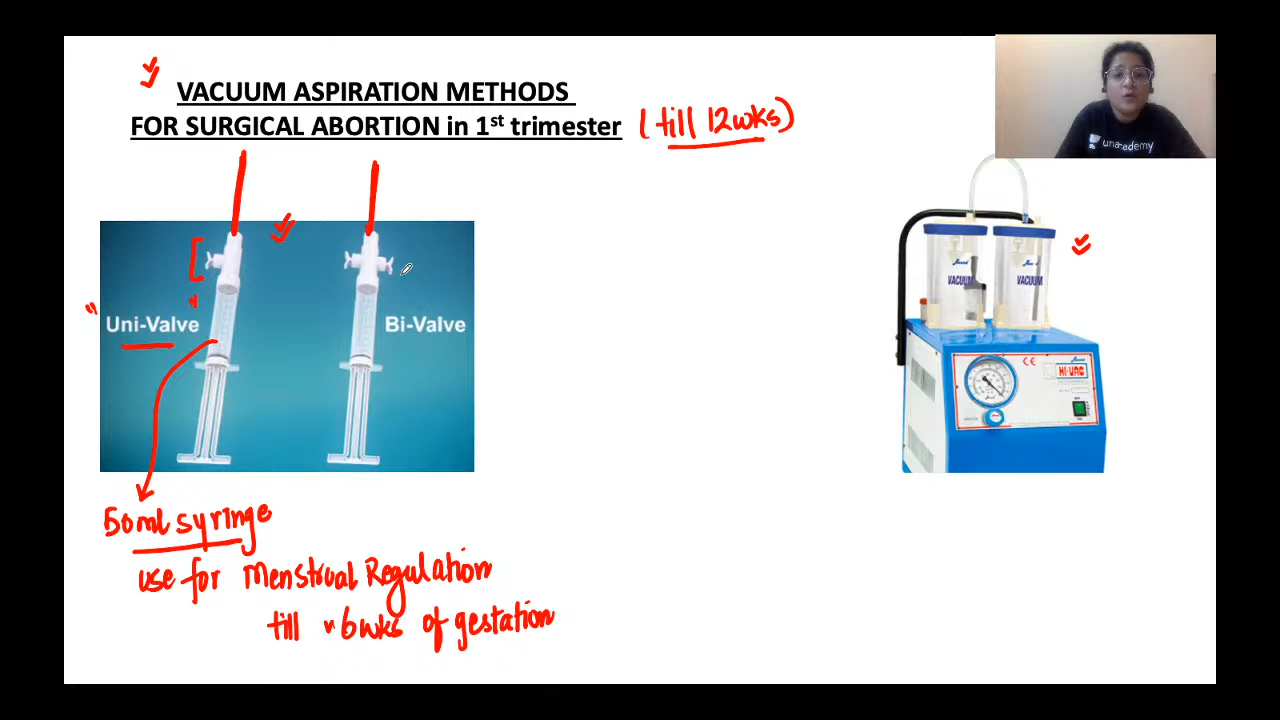 VACUUM ASPIRATION METHODS
FOR SURGICAL ABORTION in 1st trimester (till 12wks)
unacademy
Uni-Valve
Bi-Valve
VACUUM
VACUUM
CE
HI-VAC
50ml syringe
use for Menstrual Regulation
till "6wks of gestation